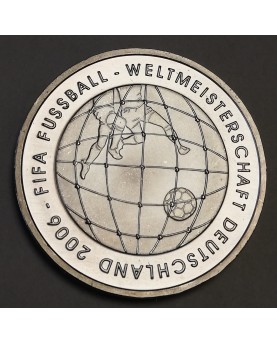 FIFA FUSSBALL - WELTMEISTERSCHAFT DEUTSCHLAND 2006 -